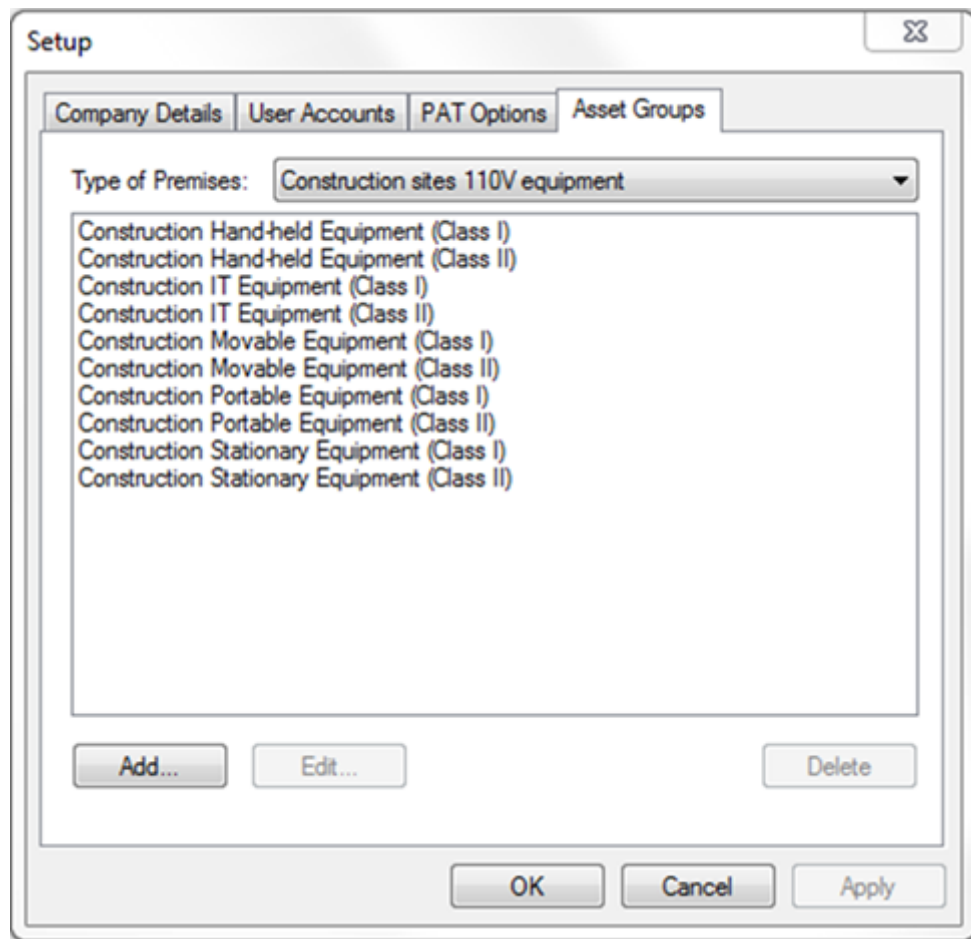 Setup
Company Details User Accounts PAT Options Asset Groups
Type of Premises: Construction sites 110V equipment
Construction Hand-held Equipment (Class I)
Construction Hand-held Equipment (Class II)
Construction IT Equipment (Class I)
Construction IT Equipment (Class II)
Construction Movable Equipment (Class I)
Construction Movable Equipment (Class II)
Construction Portable Equipment (Class I)
Construction Portable Equipment (Class II)
Construction Stationary Equipment (Class I)
Construction Stationary Equipment (Class II)
Add... Edit... Delete
OK Cancel Apply